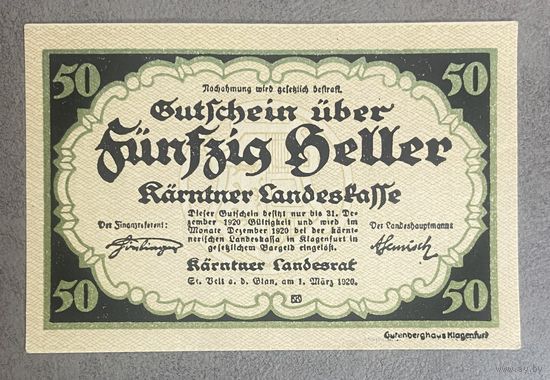 50 50
Nachahmung wird gesetzlich bestraft.
Gutschein über
Fünfzig Heller
Kärntner Landeskasse
Der Finanzreferent:
Dieser Gutschein besitzt nur bis 31. De-
zember 1920 Gültigkeit und wird im
Monate Dezember 1920 bei der kärnt-
nerischen Landeskassa in Klagenfurt in
gesetzlichem Bargeld eingelöst.
Der Landeshauptmann:
Kärntner Landesrat
St. Veit a. d. Glan, am 1. März 1920.
50 50
Gutenberghaus Klagenfurt
ay.by